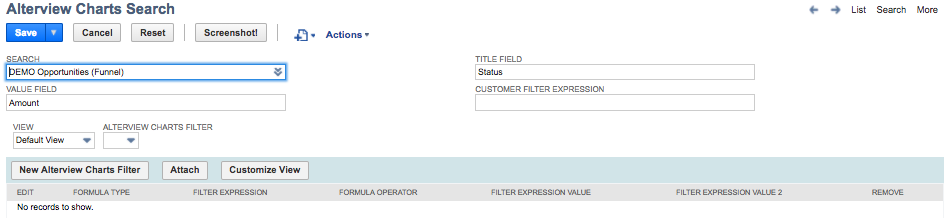 Alterview Charts Search
List Search More
Save Cancel Reset Screenshot! Actions
SEARCH TITLE FIELD
DEMO Opportunities (Funnel) Status
VALUE FIELD CUSTOMER FILTER EXPRESSION
Amount
VIEW ALTERVIEW CHARTS FILTER
Default View
New Alterview Charts Filter Attach Customize View
EDIT FORMULA TYPE FILTER EXPRESSION FORMULA OPERATOR FILTER EXPRESSION VALUE FILTER EXPRESSION VALUE 2 REMOVE
No records to show.